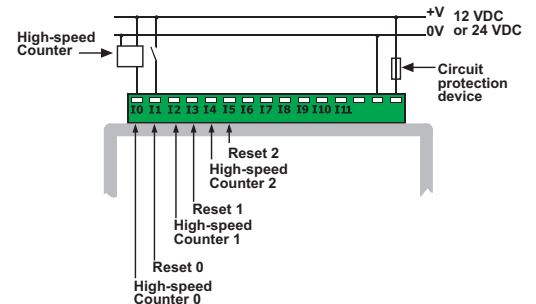 +V 12 VDC
0V or 24 VDC
High-speed
Counter
Circuit
protection
device
I0 I1 I2 I3 I4 I5 I6 I7 I8 I9 I10 I11
Reset 2
High-speed
Counter 2
Reset 1
High-speed
Counter 1
Reset 0
High-speed
Counter 0